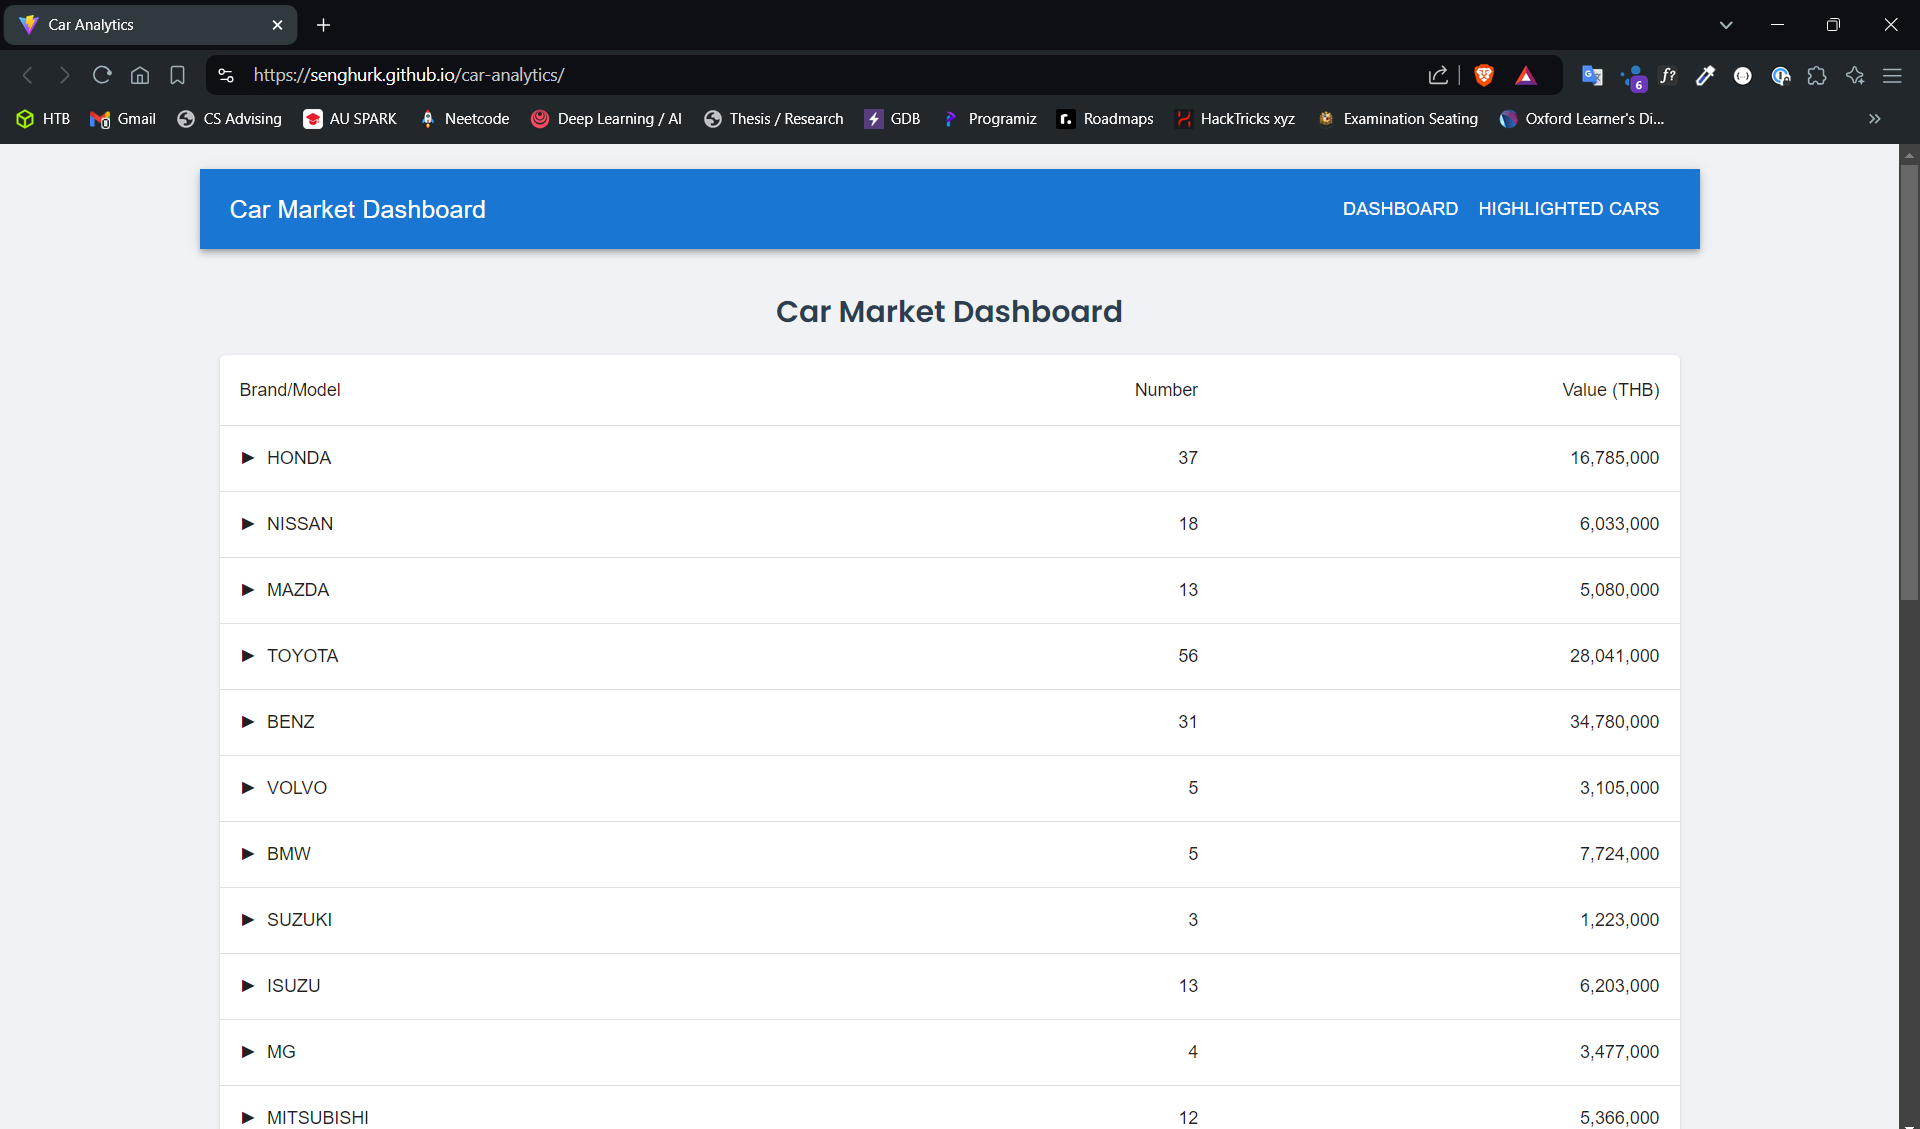 Car Analytics
https://senghurk.github.io/car-analytics/
6
f?
HTB Gmail CS Advising AU SPARK Neetcode Deep Learning / AI Thesis / Research GDB Programiz Roadmaps HackTricks xyz Examination Seating Oxford Learner's Di...
Car Market Dashboard DASHBOARD HIGHLIGHTED CARS
Car Market Dashboard
Brand/Model Number Value (THB)
HONDA 37 16,785,000
NISSAN 18 6,033,000
MAZDA 13 5,080,000
TOYOTA 56 28,041,000
BENZ 31 34,780,000
VOLVO 5 3,105,000
BMW 5 7,724,000
SUZUKI 3 1,223,000
ISUZU 13 6,203,000
MG 4 3,477,000
MITSUBISHI 12 5,366,000